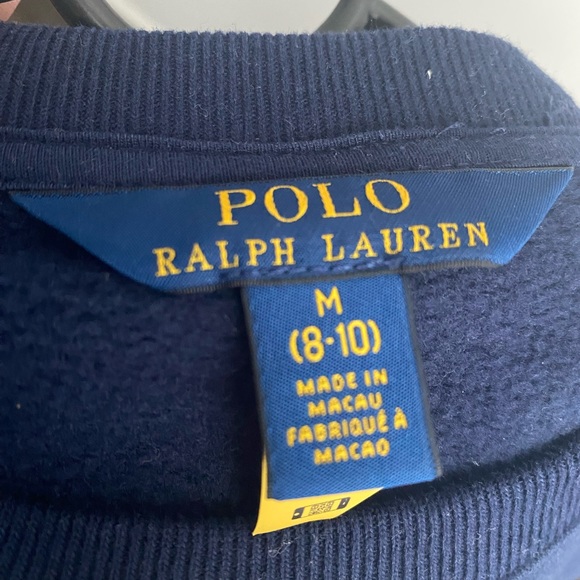 POLO
RALPH LAUREN
M
(8-10)
MADE IN
MACAU
FABRIQUÉ À
MACAO